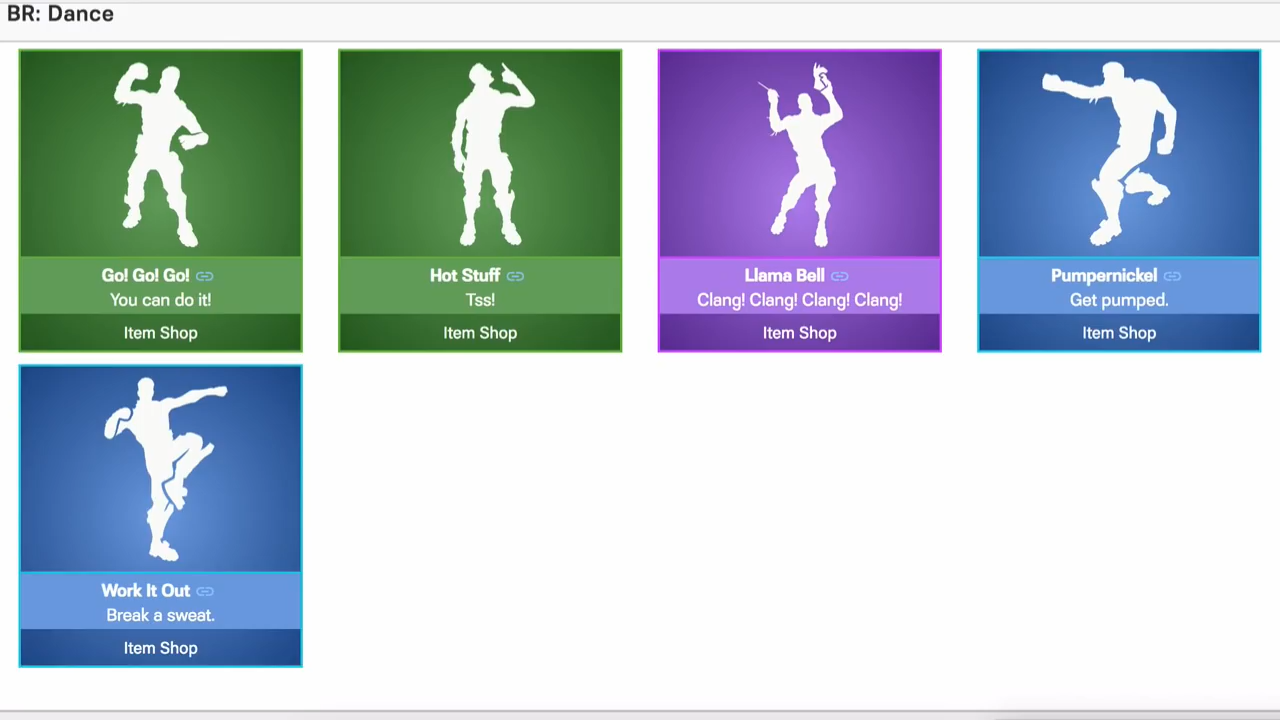 BR: Dance
Go! Go! Go!
You can do it!
Item Shop
Hot Stuff
Tss!
Item Shop
Llama Bell
Clang! Clang! Clang! Clang!
Item Shop
Pumpernickel
Get pumped.
Item Shop
Work It Out
Break a sweat.
Item Shop